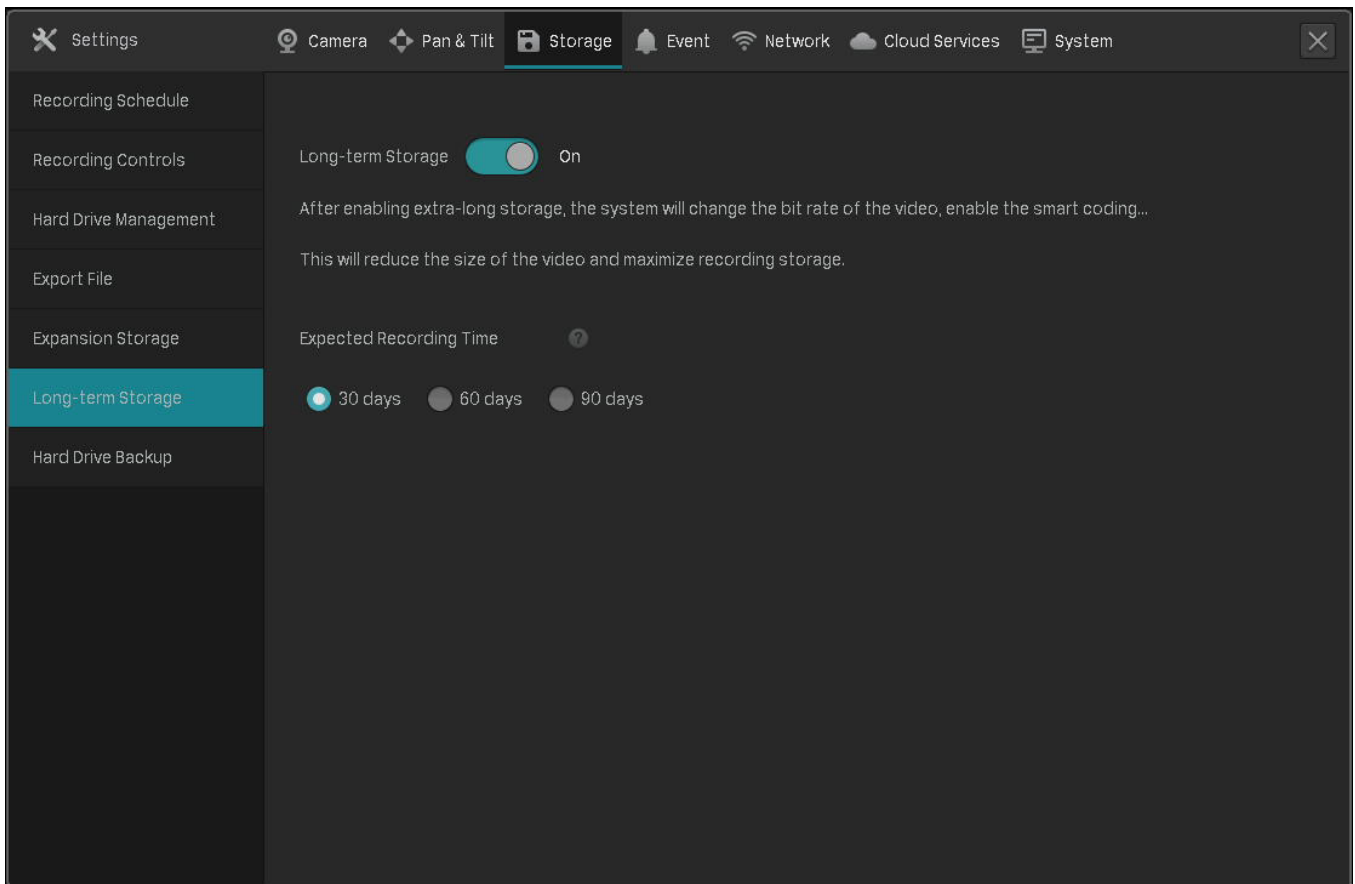 Settings
Camera
Pan & Tilt
Storage
Event
Network
Cloud Services
System
Recording Schedule
Recording Controls
Hard Drive Management
Export File
Expansion Storage
Long-term Storage
Hard Drive Backup
Long-term Storage On
After enabling extra-long storage, the system will change the bit rate of the video, enable the smart coding...
This will reduce the size of the video and maximize recording storage.
Expected Recording Time ?
30 days 60 days 90 days